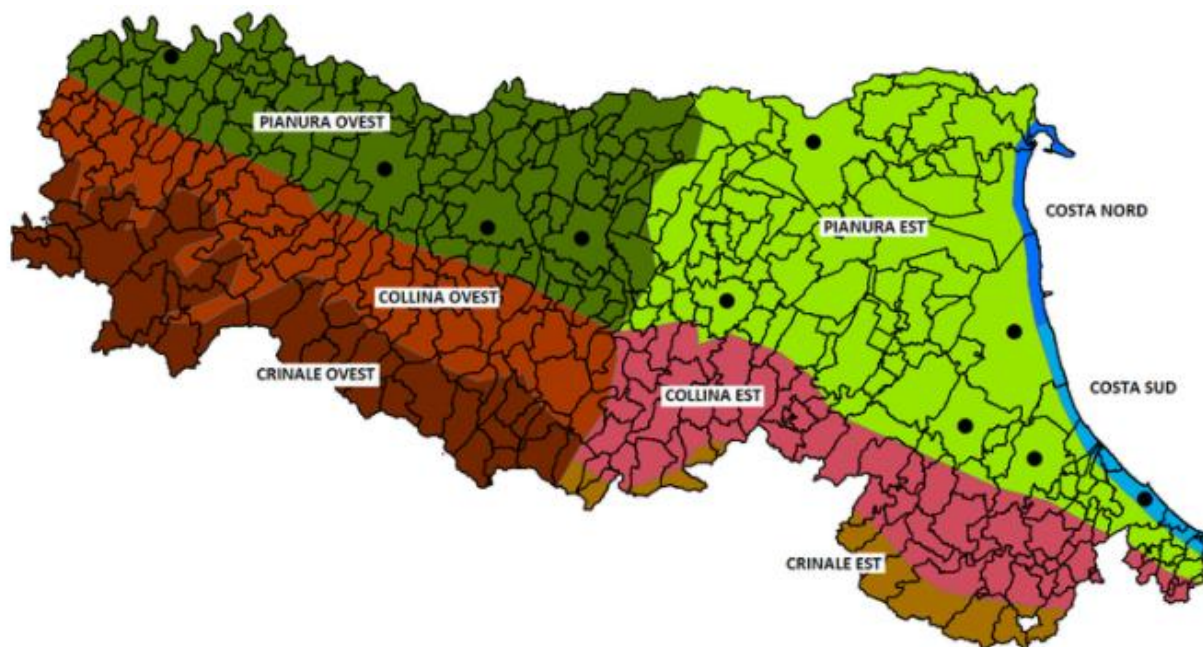 PIANURA OVEST
COSTA NORD
PIANURA EST
COLLINA OVEST
CRINALE OVEST
COSTA SUD
COLLINA EST
CRINALE EST